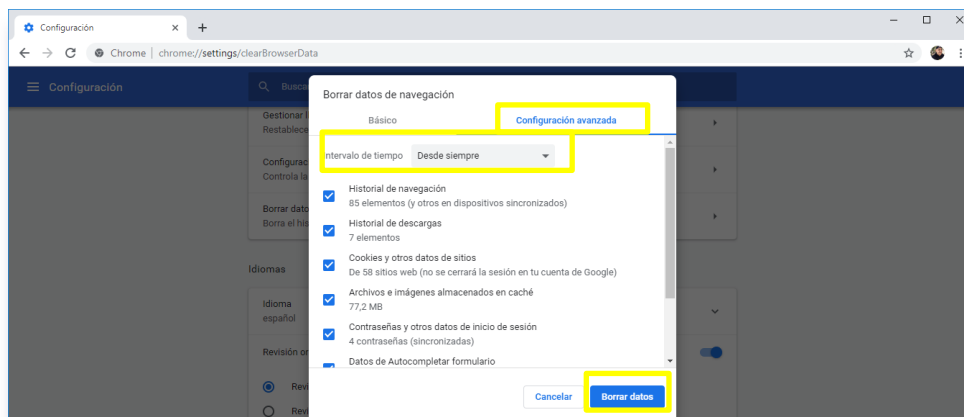 Configuración
Chrome | chrome://settings/clearBrowserData
Configuración
Busca
Borrar datos de navegación
Básico
Configuración avanzada
Intervalo de tiempo
Desde siempre
Historial de navegación
85 elementos (y otros en dispositivos sincronizados)
Historial de descargas
7 elementos
Cookies y otros datos de sitios
De 58 sitios web (no se cerrará la sesión en tu cuenta de Google)
Archivos e imágenes almacenados en caché
77,2 MB
Contraseñas y otros datos de inicio de sesión
4 contraseñas (sincronizadas)
Datos de Autocompletar formulario
Cancelar
Borrar datos
Gestionar
Restablece
Configurac
Controla la
Borrar dato
Borra el his
Idiomas
Idioma
español
Revisión or
Revi
Revi